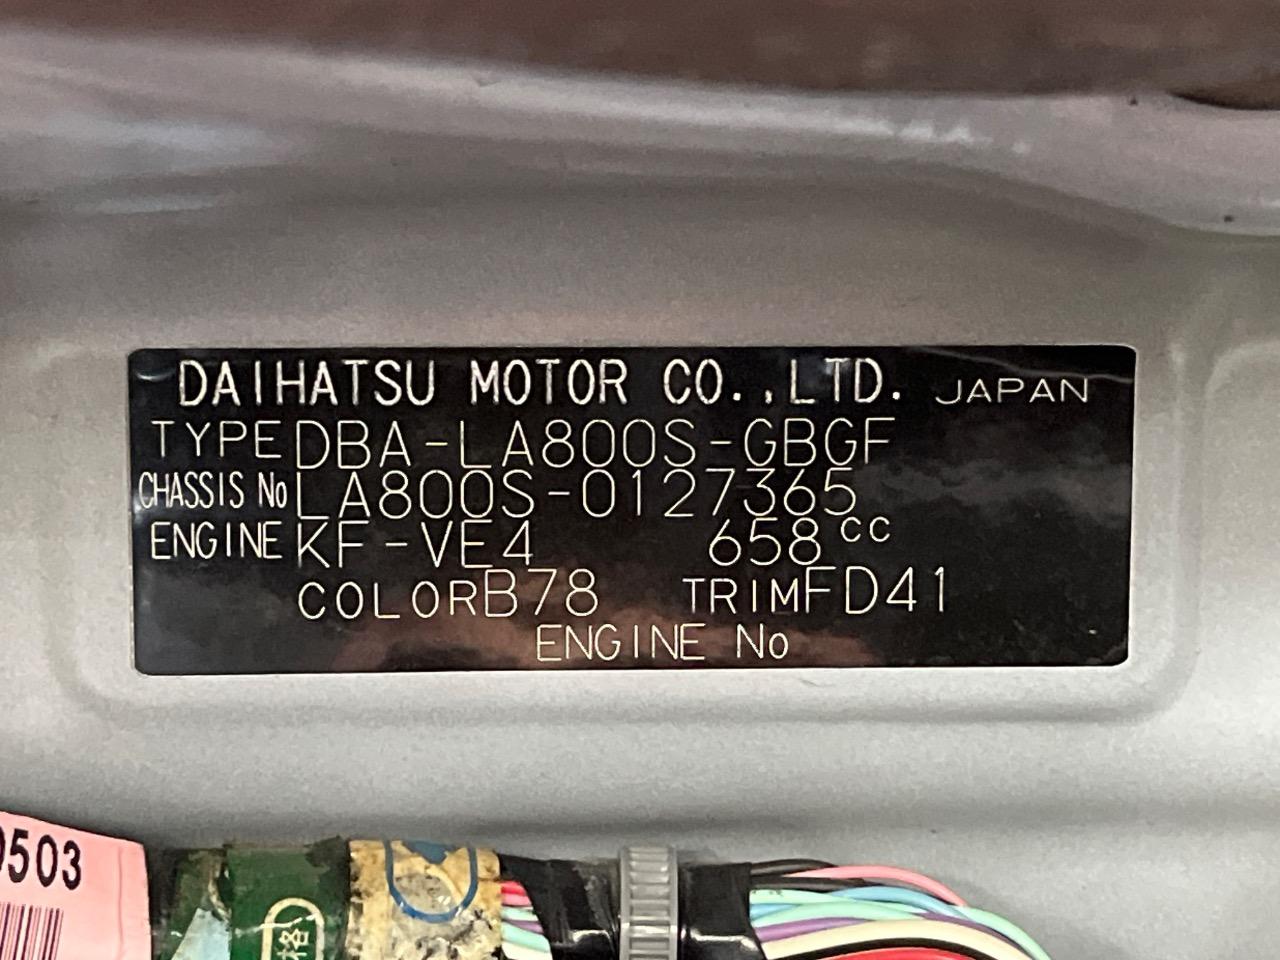 DAIHATSU MOTOR CO.,LTD. JAPAN
TYPE DBA-LA800S-GBGF
CHASSIS No LA800S-0127365
ENGINE KF-VE4 658cc
COLOR B78 TRIM FD41
ENGINE No
0503
格